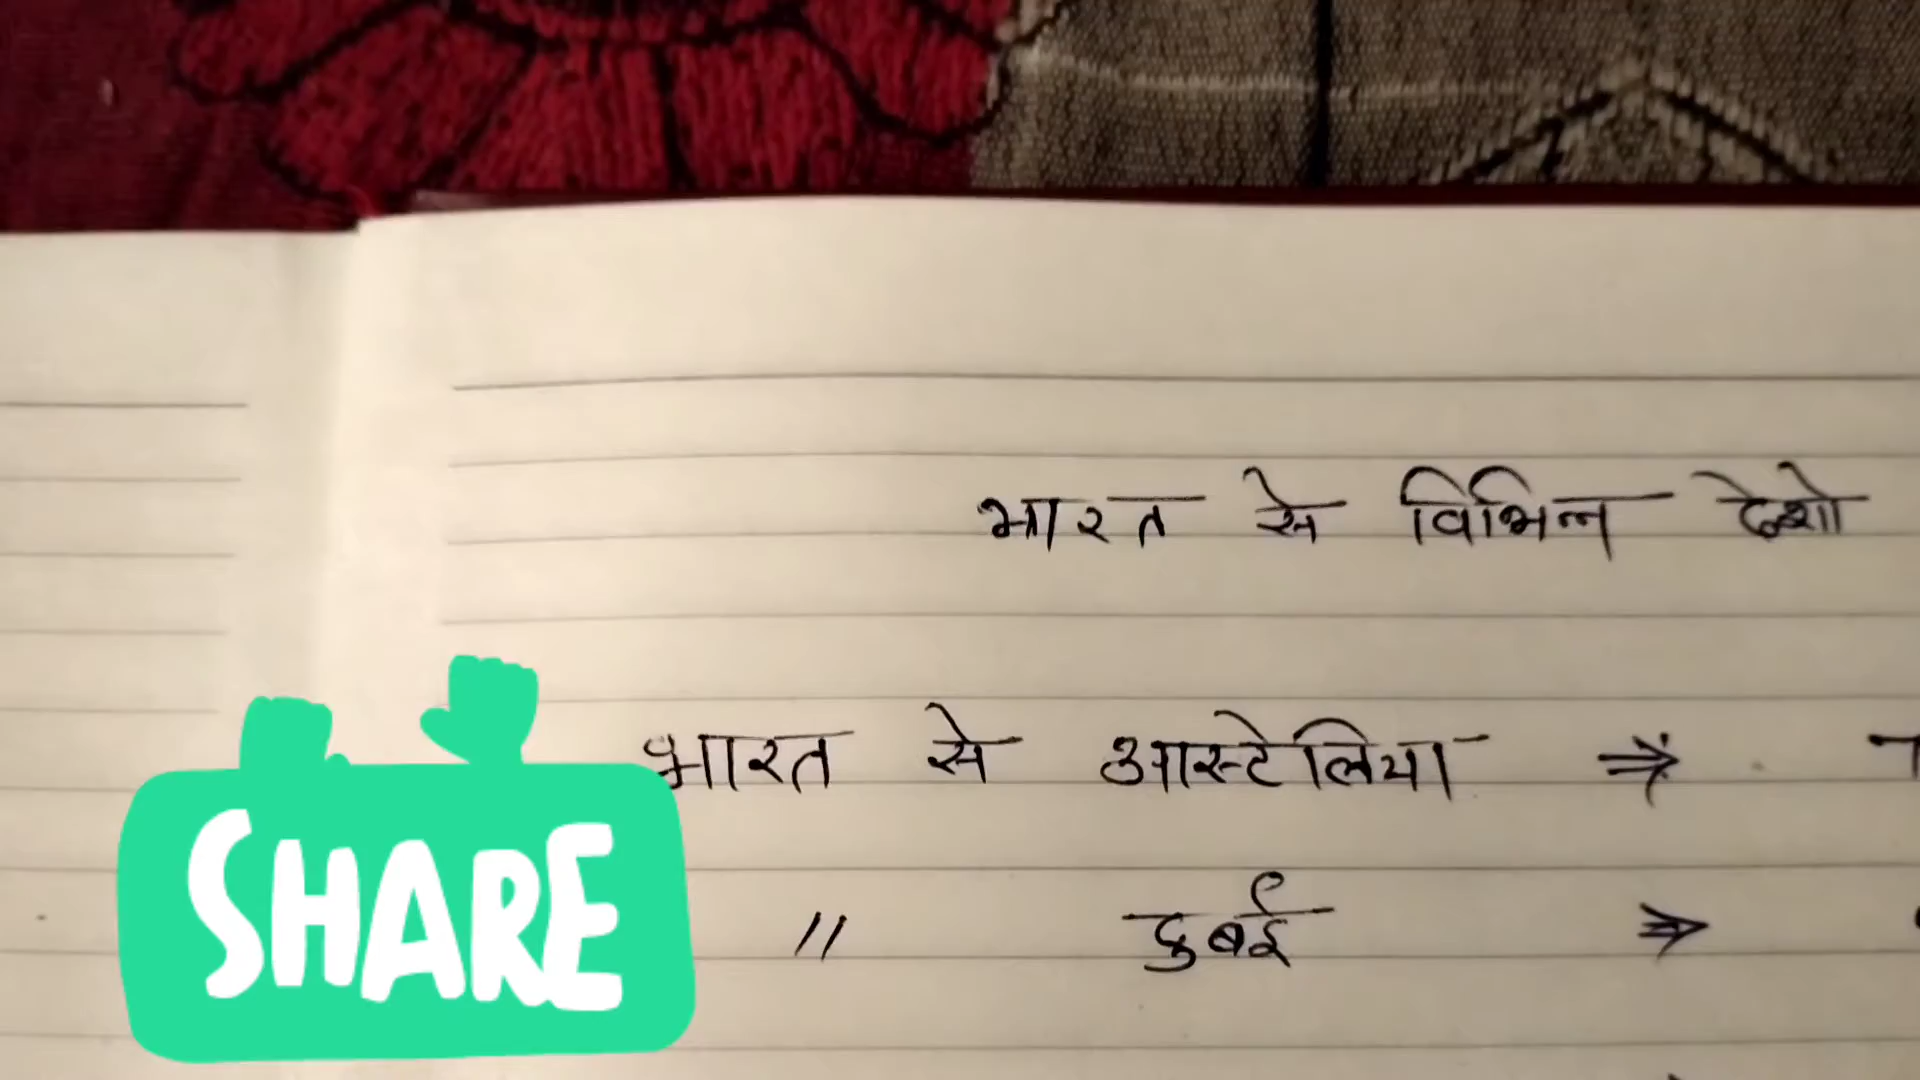 भारत से विभिन्न देशो
भारत से आस्टेलिया ⇒
" दुबई ⇒
SHARE